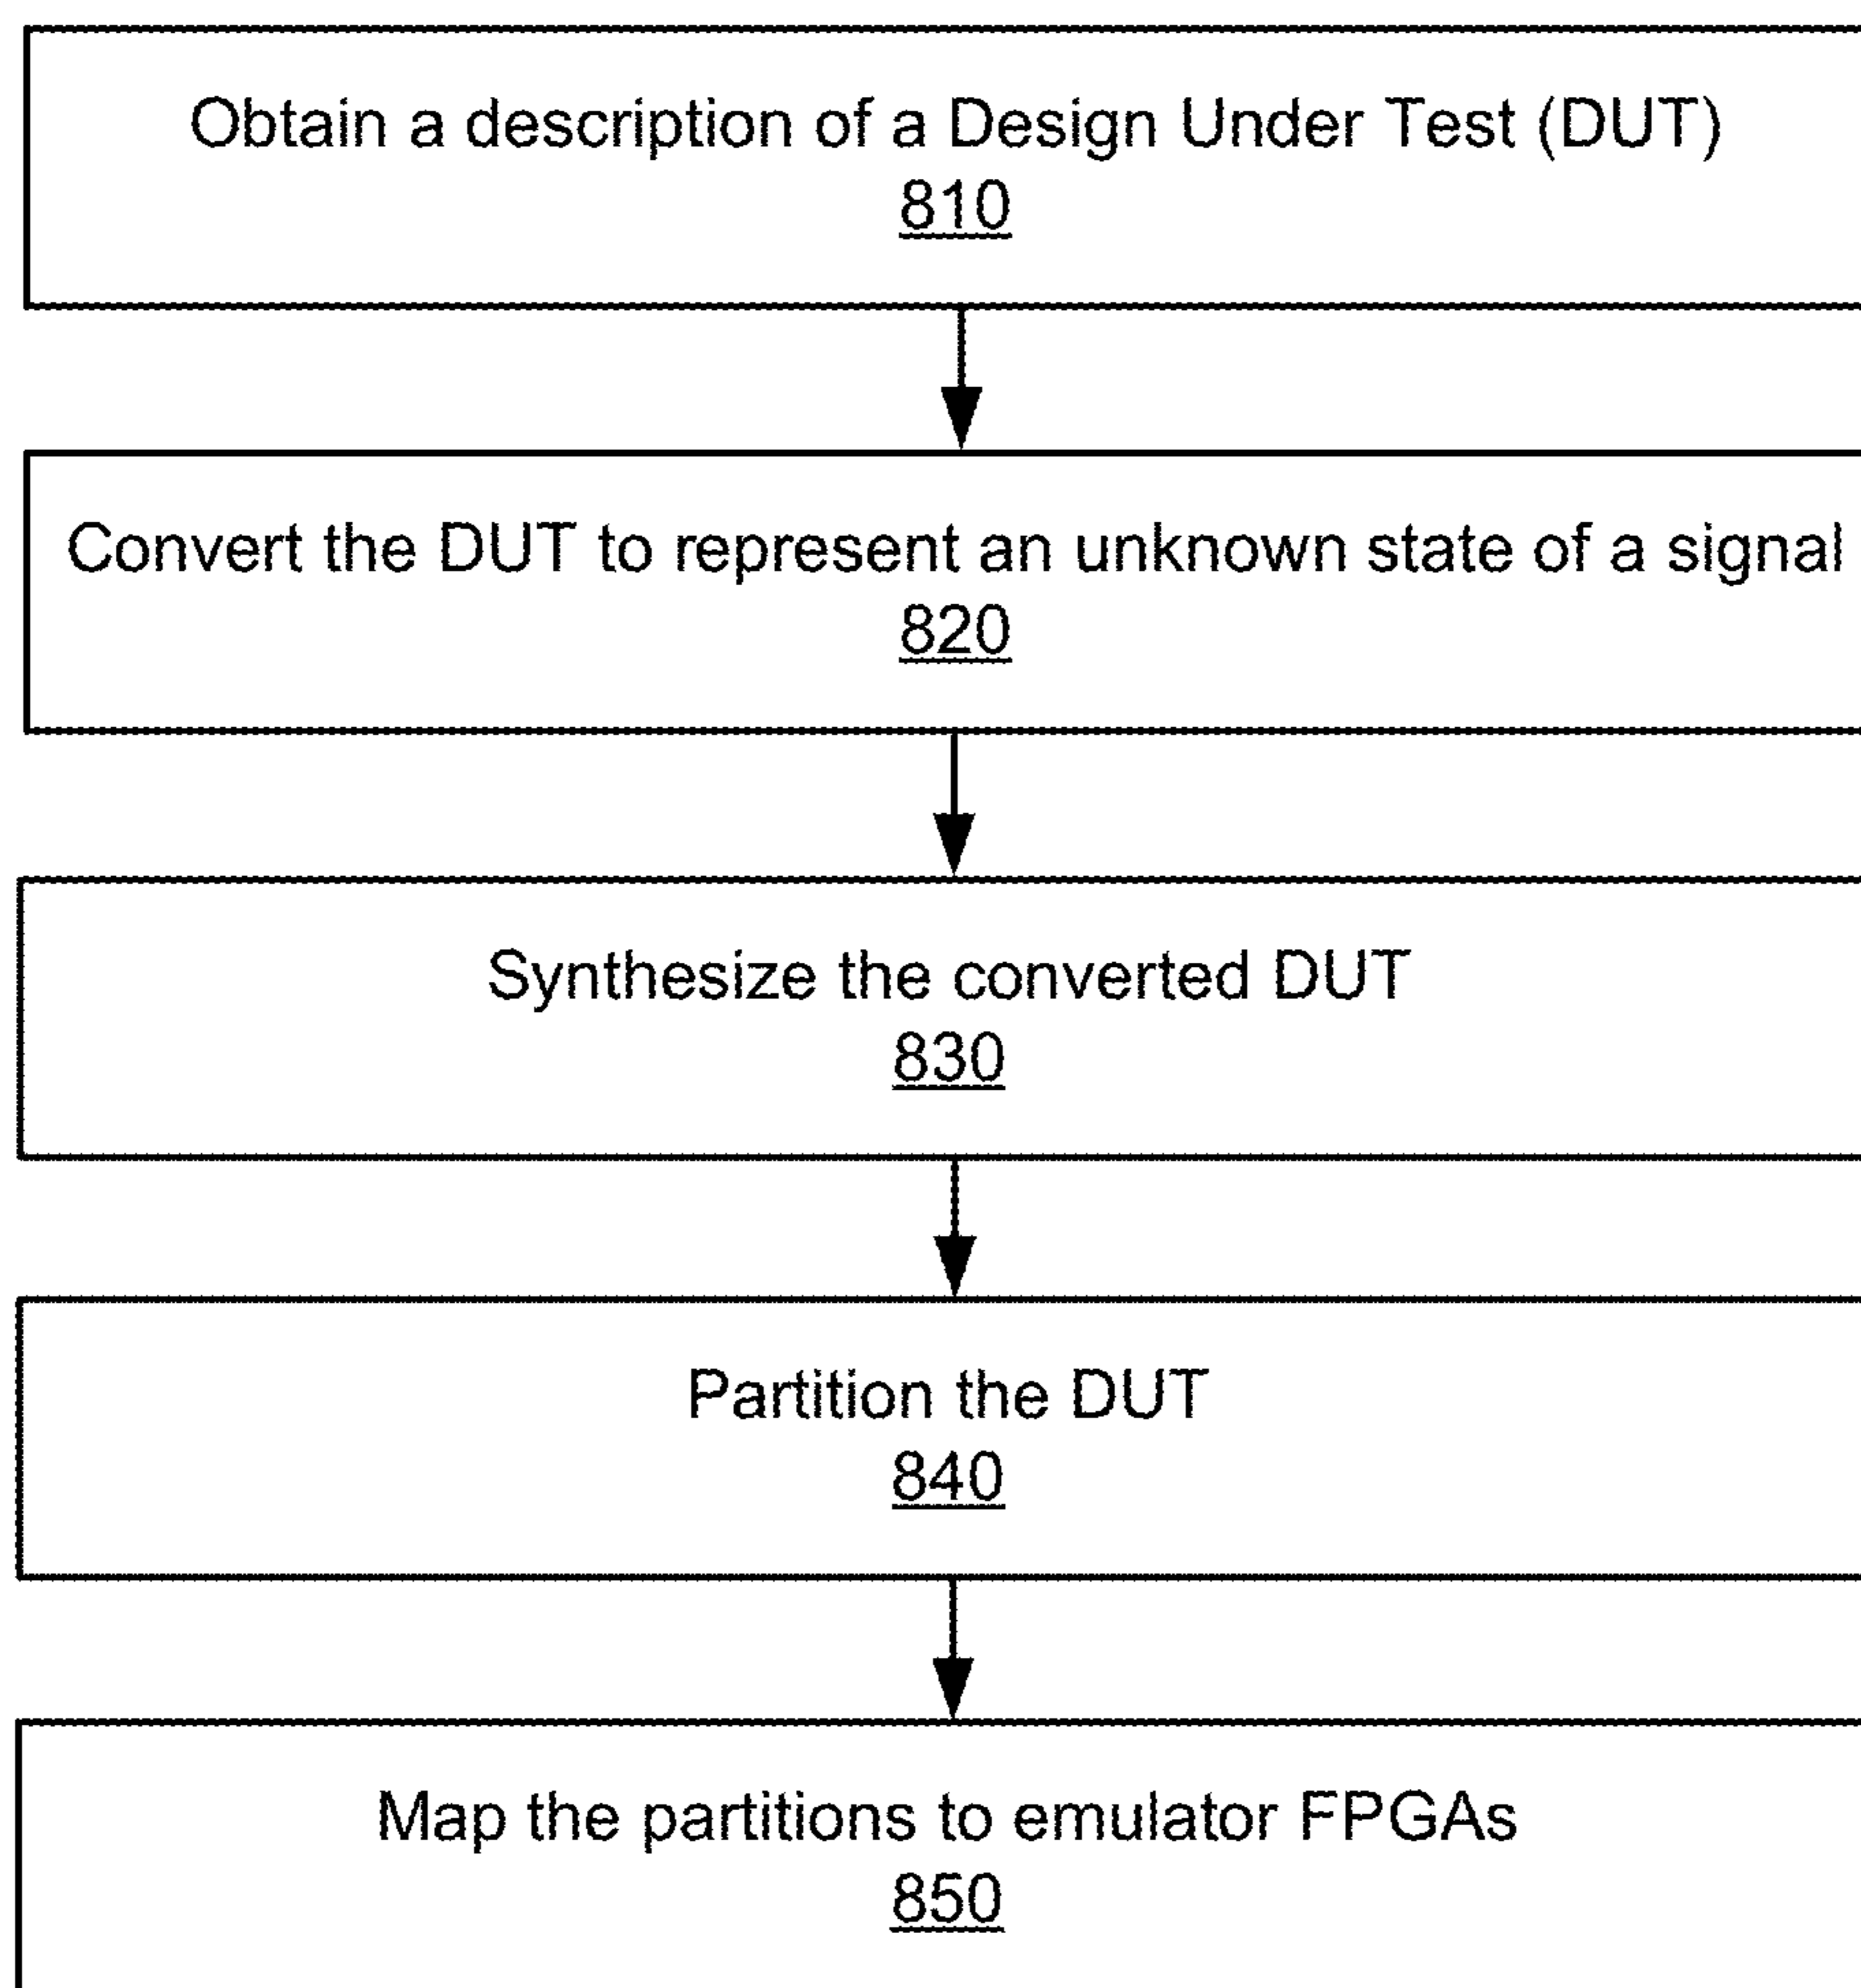 Obtain a description of a Design Under Test (DUT)
810
Convert the DUT to represent an unknown state of a signal
820
Synthesize the converted DUT
830
Partition the DUT
840
Map the partitions to emulator FPGAs
850